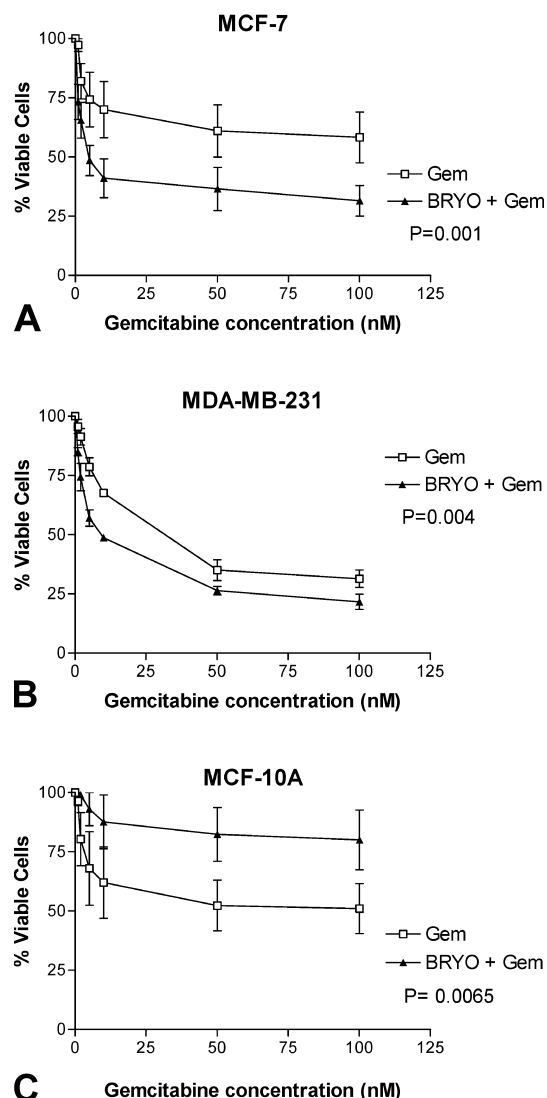 MCF-7
100
75
50
25
0
% Viable Cells
Gem
BRYO + Gem
P=0.001
0 25 50 75 100 125
A
Gemcitabine concentration (nM)
MDA-MB-231
100
75
50
25
0
% Viable Cells
Gem
BRYO + Gem
P=0.004
0 25 50 75 100 125
B
Gemcitabine concentration (nM)
MCF-10A
100
75
50
25
0
% Viable Cells
Gem
BRYO + Gem
P= 0.0065
0 25 50 75 100 125
C
Gemcitabine concentration (nM)